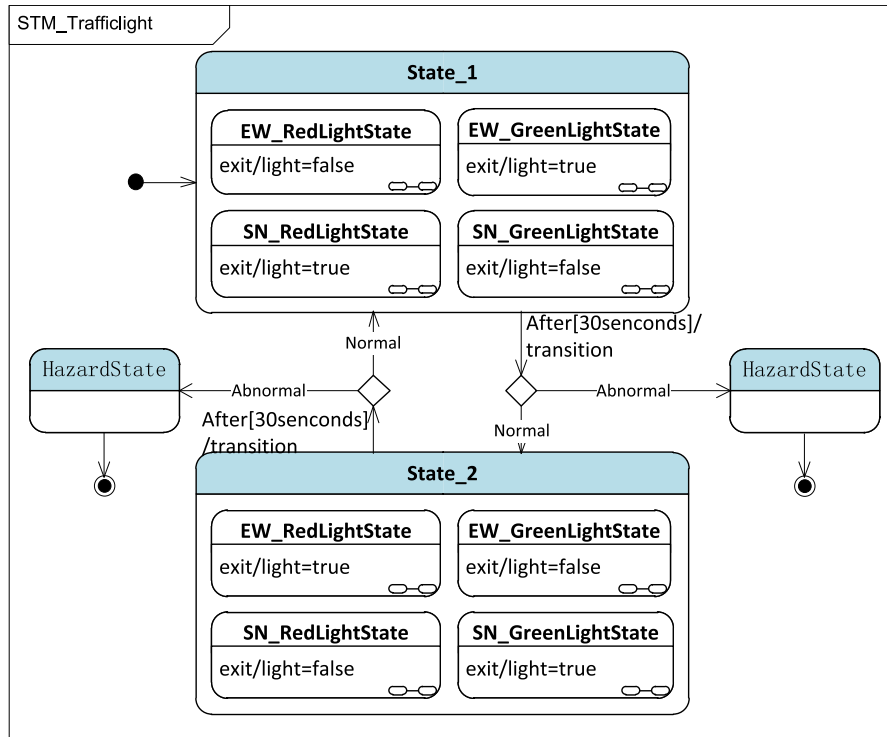 STM_Trafficlight
State_1
EW_RedLightState
exit/light=false
EW_GreenLightState
exit/light=true
SN_RedLightState
exit/light=true
SN_GreenLightState
exit/light=false
After[30senconds]/
transition
Normal
HazardState
Abnormal
Abnormal
HazardState
After[30senconds]
/transition
Normal
State_2
EW_RedLightState
exit/light=true
EW_GreenLightState
exit/light=false
SN_RedLightState
exit/light=false
SN_GreenLightState
exit/light=true